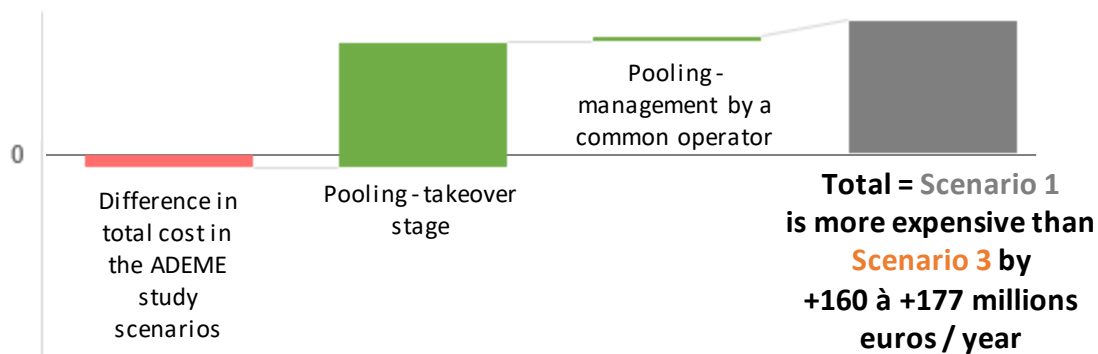 0
Difference in
total cost in
the ADEME
study
scenarios
Pooling - takeover
stage
Pooling -
management by a
common operator
Total = Scenario 1
is more expensive than
Scenario 3 by
+160 à +177 millions
euros / year